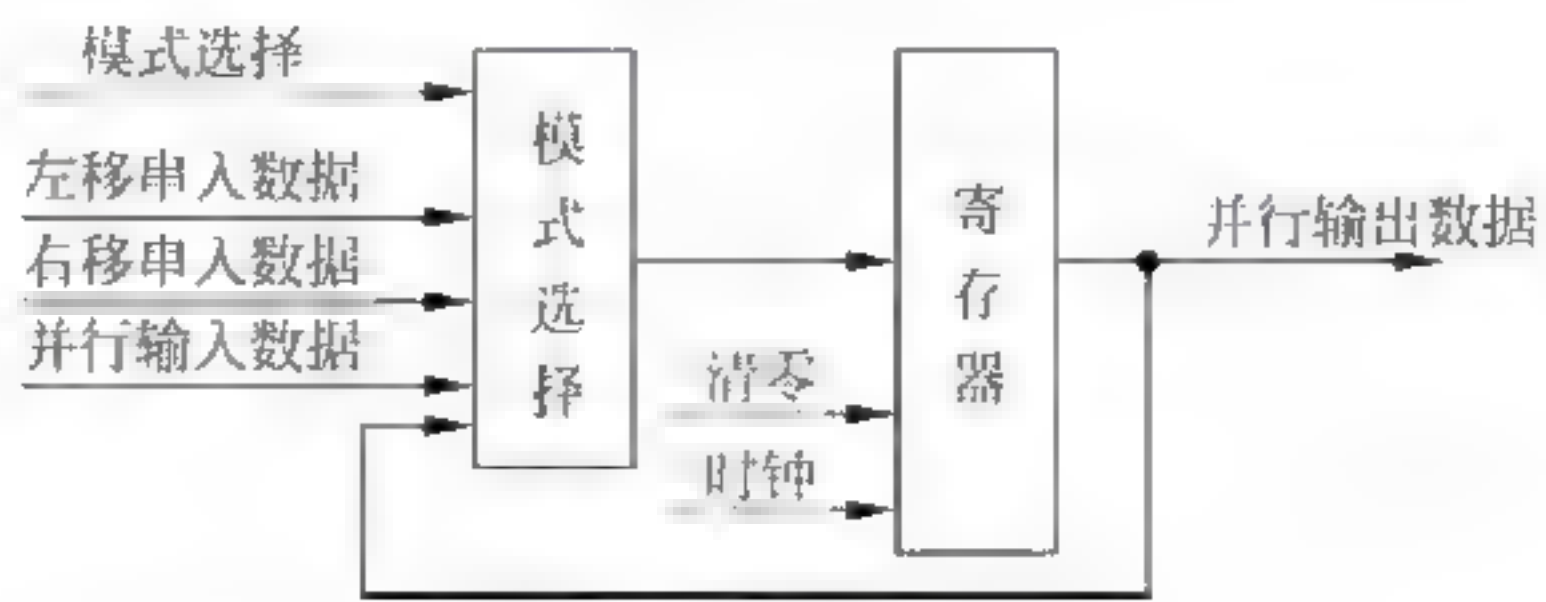 模式选择
左移串入数据
右移串入数据
并行输入数据
模式选择
清零
时钟
寄存器
并行输出数据